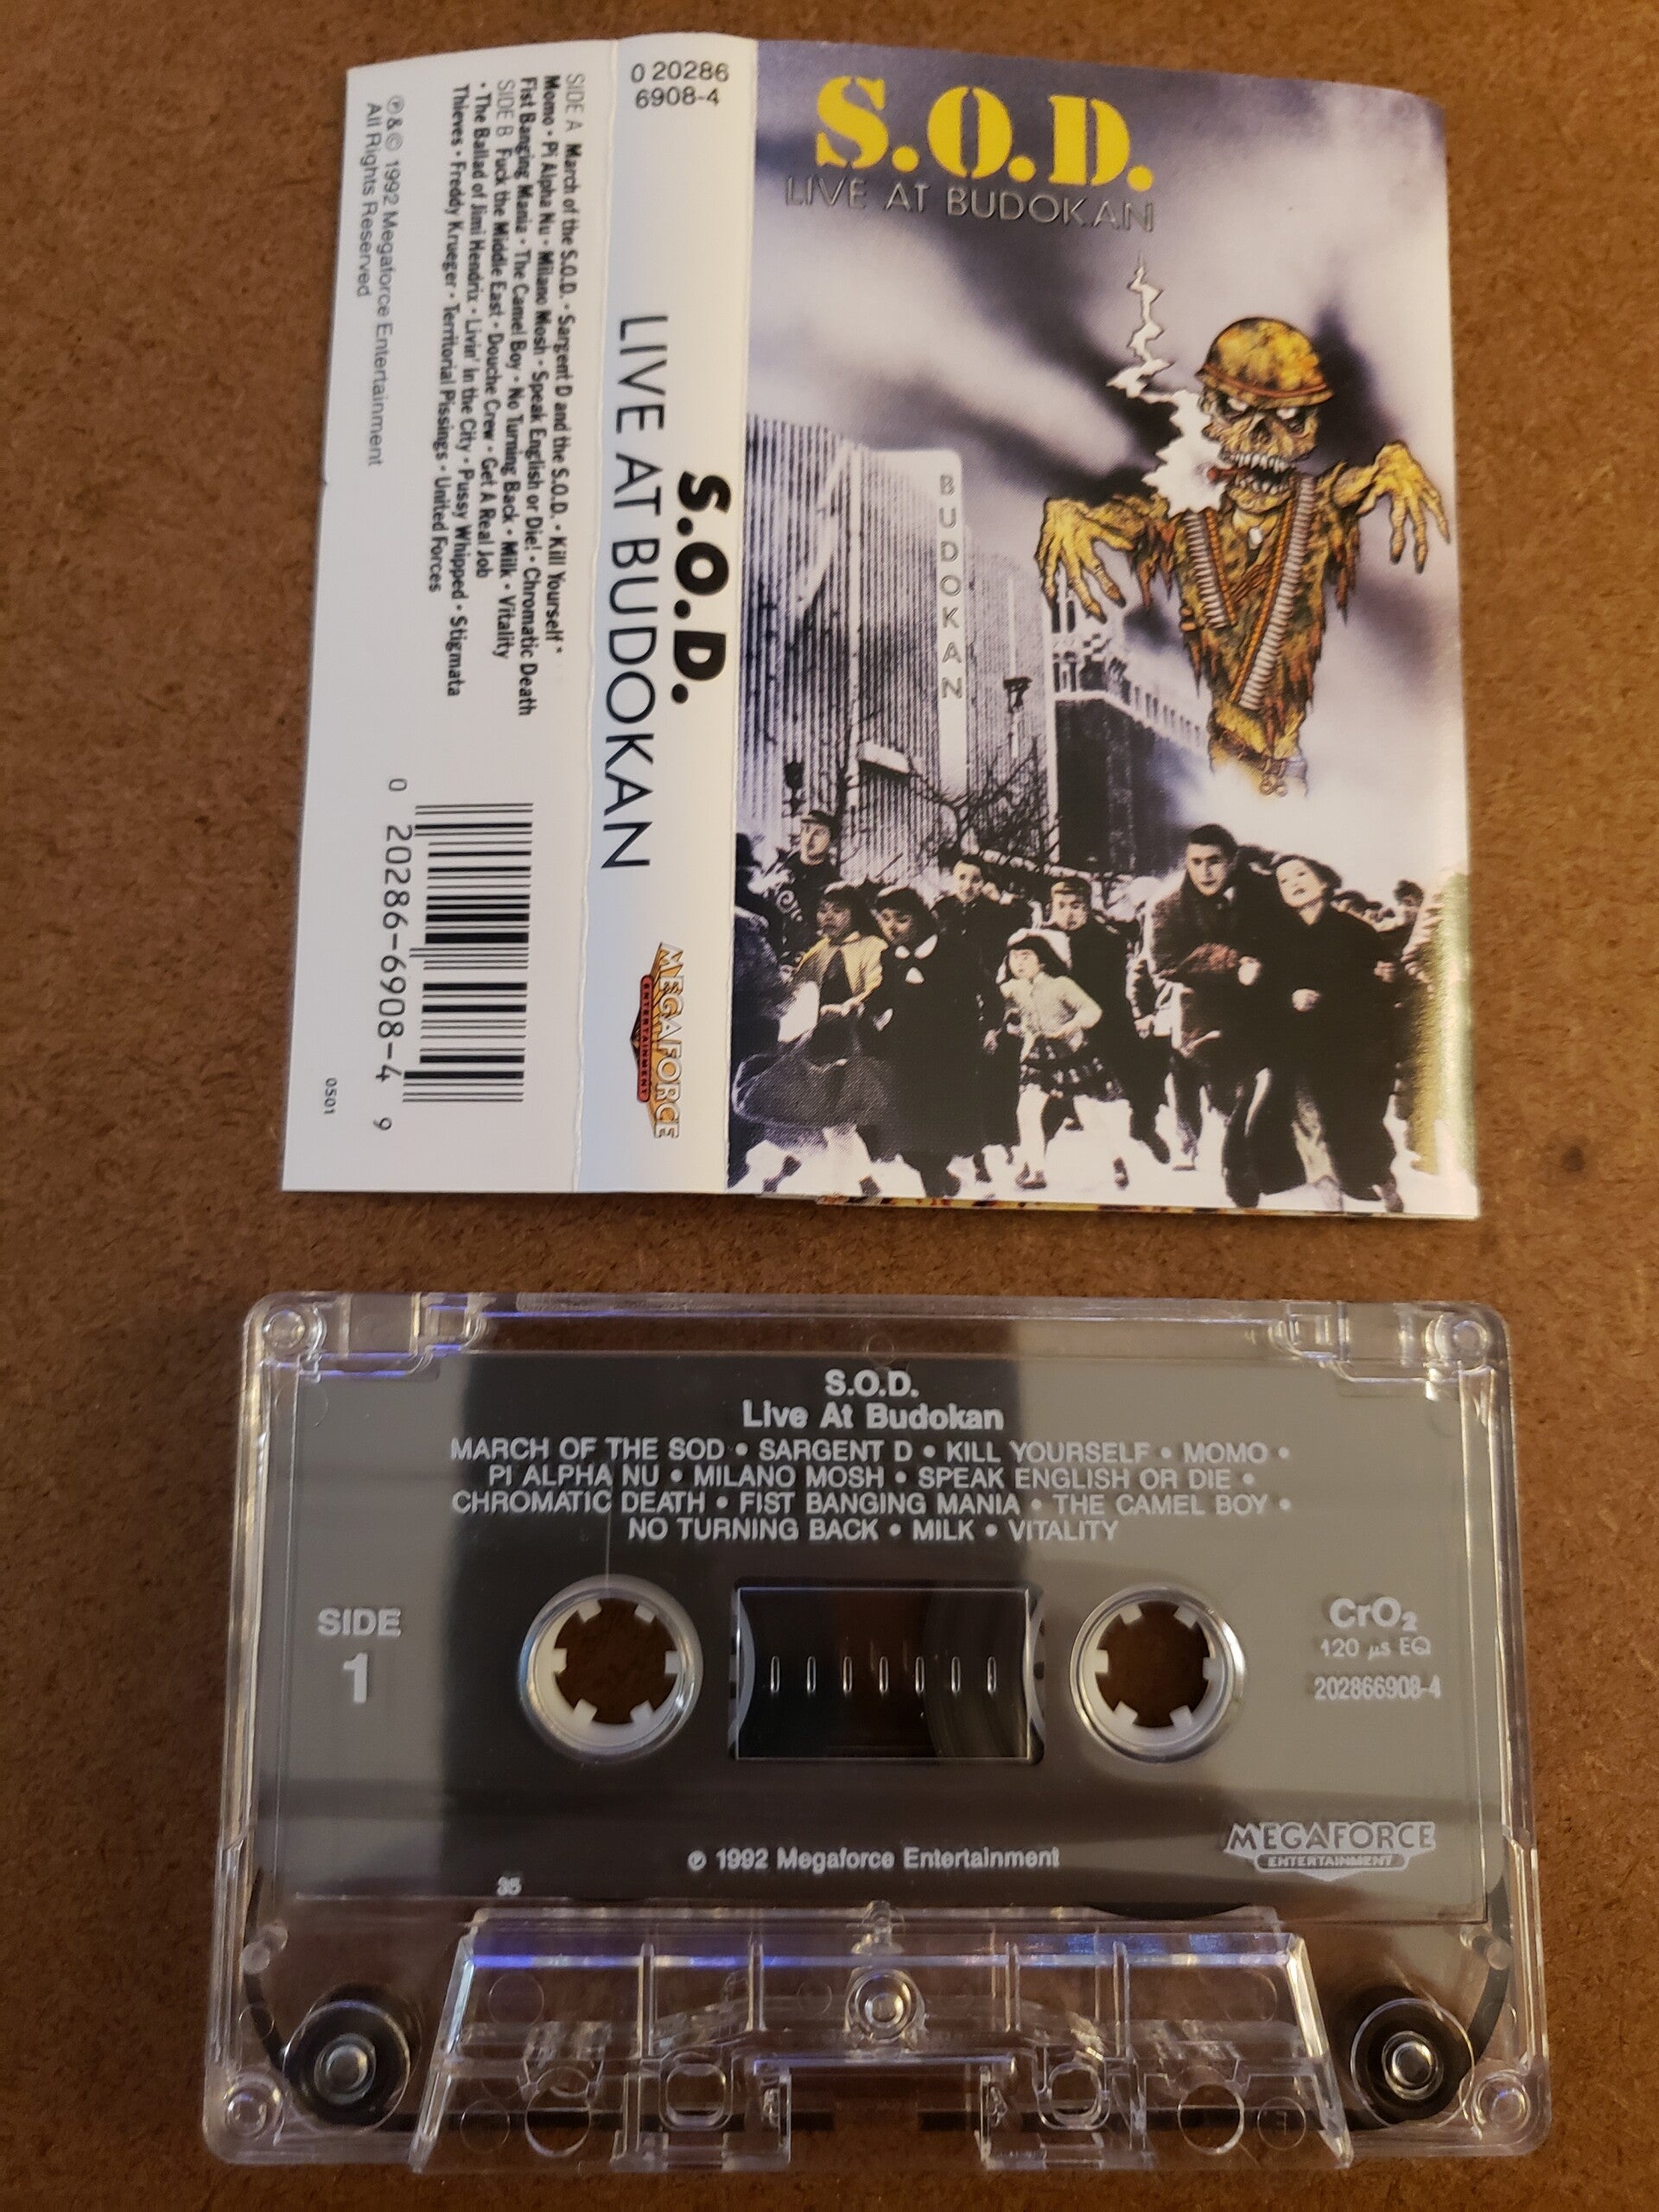 ℗ & © 1992 Megaforce Entertainment
All Rights Reserved
SIDE A March of the S.O.D. • Sargent D and the S.O.D. • Kill Yourself •
Momo • Pi Alpha Nu • Milano Mosh • Speak English or Die! • Chromatic Death
Fist Banging Mania • The Camel Boy • No Turning Back • Milk • Vitality
SIDE B Fuck the Middle East • Douche Crew • Get A Real Job
• The Ballad of Jimi Hendrix • Livin' In the City • Pussy Whipped • Stigmata
Thieves • Freddy Krueger • Territorial Pissings • United Forces
0 20286-6908-4 9
0501
0 20286
6908-4
S.O.D.
LIVE AT BUDOKAN
MEGAFORCE
ENTERTAINMENT
S.O.D.
LIVE AT BUDOKAN
BUDOKAN
S.O.D.
Live At Budokan
MARCH OF THE SOD • SARGENT D • KILL YOURSELF • MOMO •
PI ALPHA NU • MILANO MOSH • SPEAK ENGLISH OR DIE •
CHROMATIC DEATH • FIST BANGING MANIA • THE CAMEL BOY •
NO TURNING BACK • MILK • VITALITY
SIDE
1
CrO₂
120 µs EQ
202866908-4
℗ 1992 Megaforce Entertainment
MEGAFORCE
ENTERTAINMENT
35